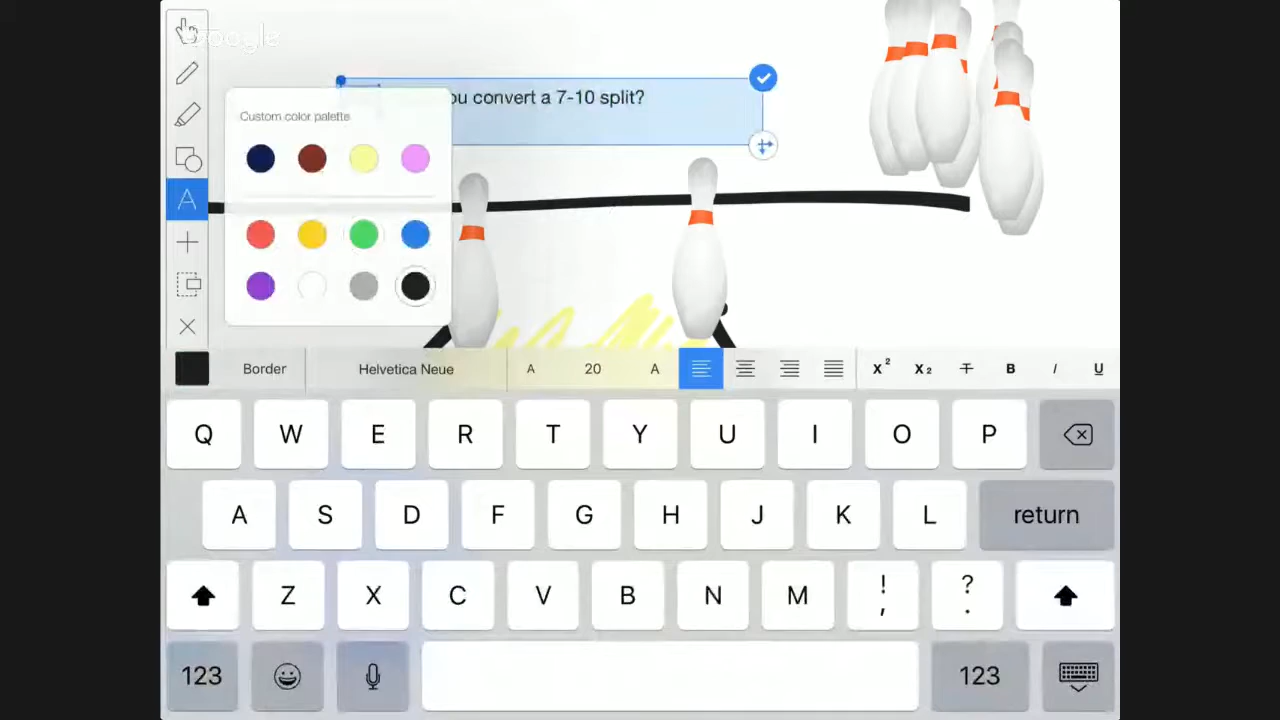 Google
Custom color palette
ou convert a 7-10 split?
A
Border
Helvetica Neue
A
20
A
X²
X₂
T
B
I
U
Q W E R T Y U I O P
A S D F G H J K L return
Z X C V B N M ! , ? .
123
123